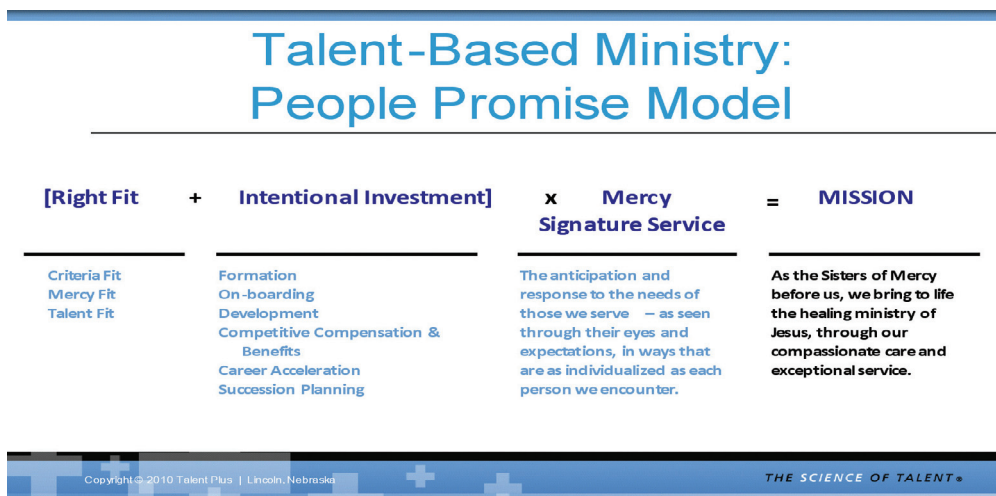 Talent-Based Ministry:
People Promise Model
[Right Fit + Intentional Investment] x Mercy Signature Service = MISSION
Criteria Fit
Mercy Fit
Talent Fit
Formation
On-boarding
Development
Competitive Compensation &
Benefits
Career Acceleration
Succession Planning
The anticipation and
response to the needs of
those we serve – as seen
through their eyes and
expectations, in ways that
are as individualized as each
person we encounter.
As the Sisters of Mercy
before us, we bring to life
the healing ministry of
Jesus, through our
compassionate care and
exceptional service.
Copyright © 2010 Talent Plus | Lincoln, Nebraska
THE SCIENCE OF TALENT®